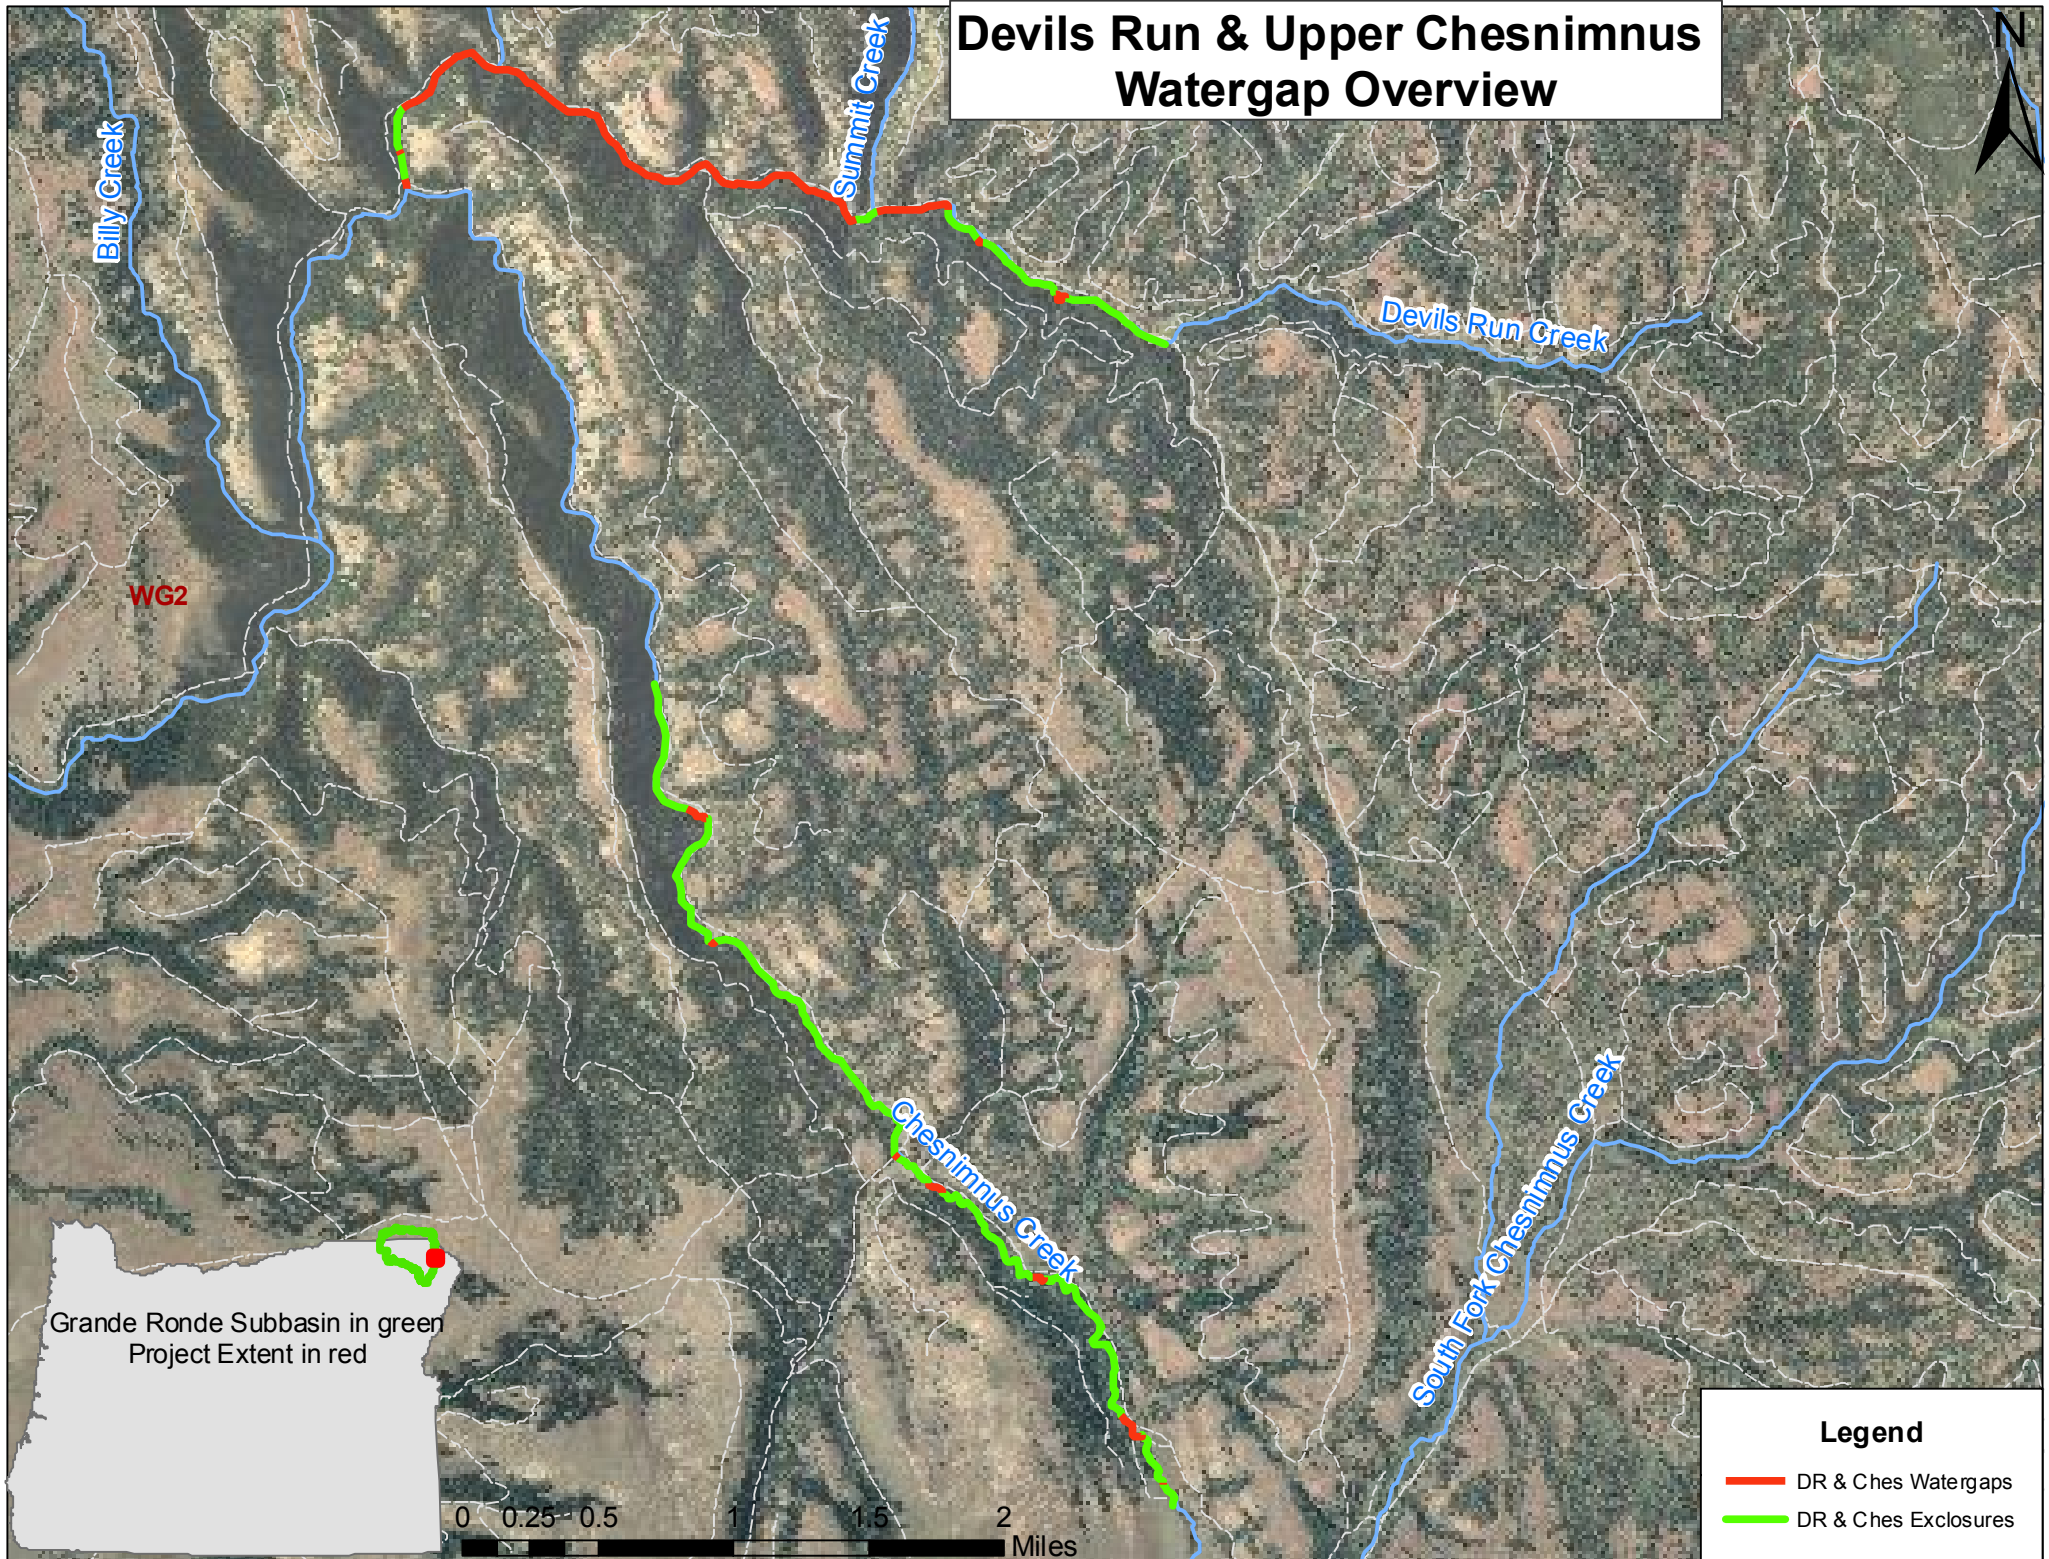 Devils Run & Upper Chesnimnus
Watergap Overview
N
Billy Creek
Summit Creek
Devils Run Creek
WG2
Chesnimnus Creek
South Fork Chesnimnus Creek
Grande Ronde Subbasin in green
Project Extent in red
0 0.25 0.5 1 1.5 2
Miles
Legend
DR & Ches Watergaps
DR & Ches Exclosures